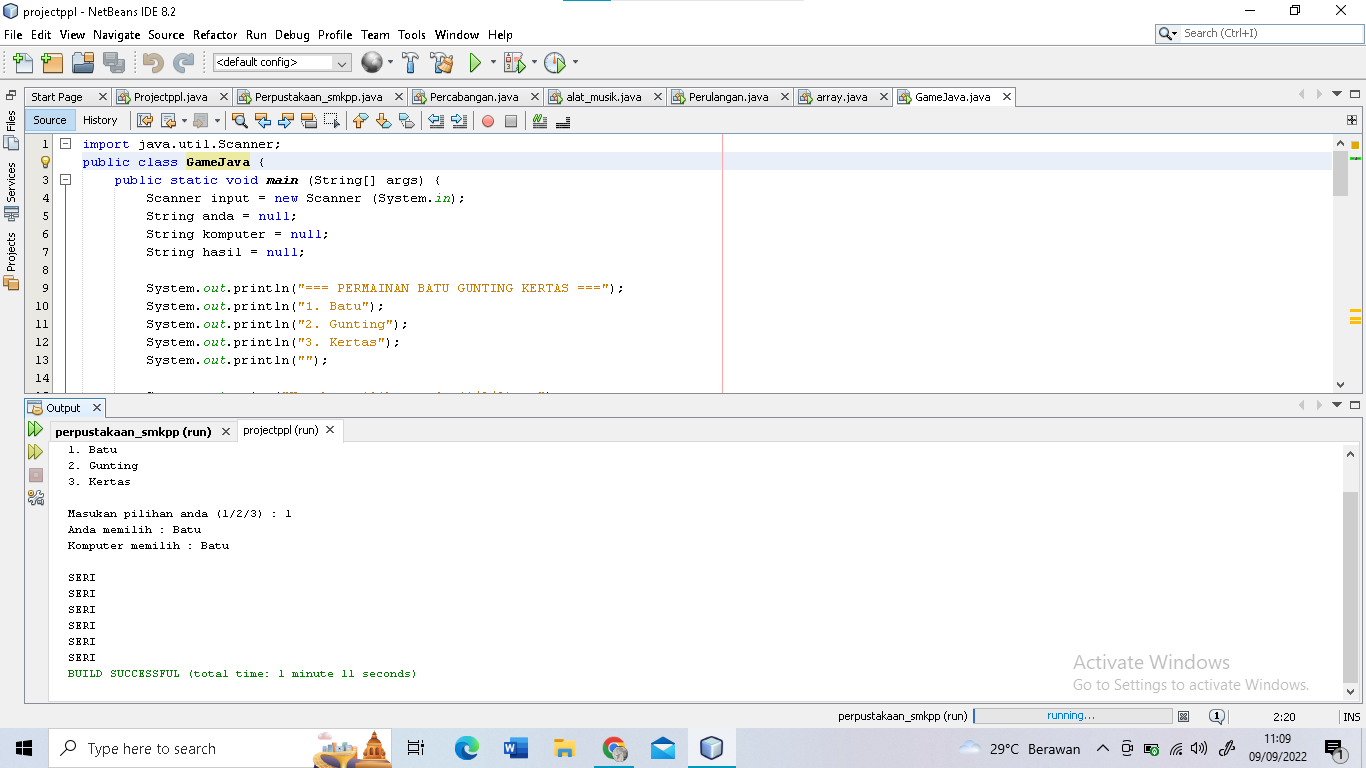 projectppl - NetBeans IDE 8.2
File Edit View Navigate Source Refactor Run Debug Profile Team Tools Window Help
Search (Ctrl+I)
<default config>
Start Page Projectppl.java Perpustakaan_smkpp.java Percabangan.java alat_musik.java Perulangan.java array.java GameJava.java
Files
Services
Projects
Source History
1 import java.util.Scanner;
public class GameJava {
3 public static void main (String[] args) {
4 Scanner input = new Scanner (System.in);
5 String anda = null;
6 String komputer = null;
7 String hasil = null;
8
9 System.out.println("=== PERMAINAN BATU GUNTING KERTAS ===");
10 System.out.println("1. Batu");
11 System.out.println("2. Gunting");
12 System.out.println("3. Kertas");
13 System.out.println("");
14
Output
perpustakaan_smkpp (run) projectppl (run)
1. Batu
2. Gunting
3. Kertas
Masukan pilihan anda (1/2/3) : 1
Anda memilih : Batu
Komputer memilih : Batu
SERI
SERI
SERI
SERI
SERI
SERI
BUILD SUCCESSFUL (total time: 1 minute 11 seconds)
Activate Windows
Go to Settings to activate Windows.
perpustakaan_smkpp (run) running... 1 2:20 INS
Type here to search
29°C Berawan
11:09
09/09/2022
1